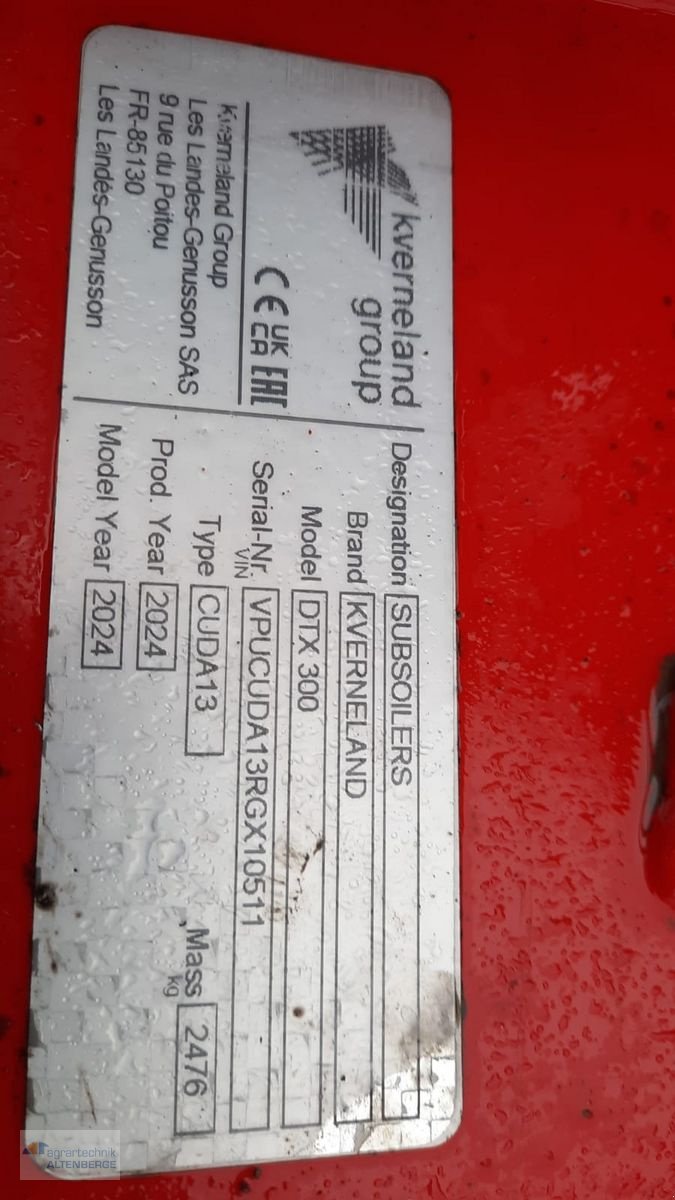 kverneland
group
CE UK CA EAC
Kverneland Group
Les Landes-Genusson SAS
9 rue du Poitou
FR-85130
Les Landes-Genusson
Designation SUBSOILERS
Brand KVERNELAND
Model DTX 300
Serial-Nr. VPUCUDA13RGX10511
VIN
Type CUDA13
Mass 2476
kg
Prod. Year 2024
Model Year 2024
agrartechnik
ALTENBERGE